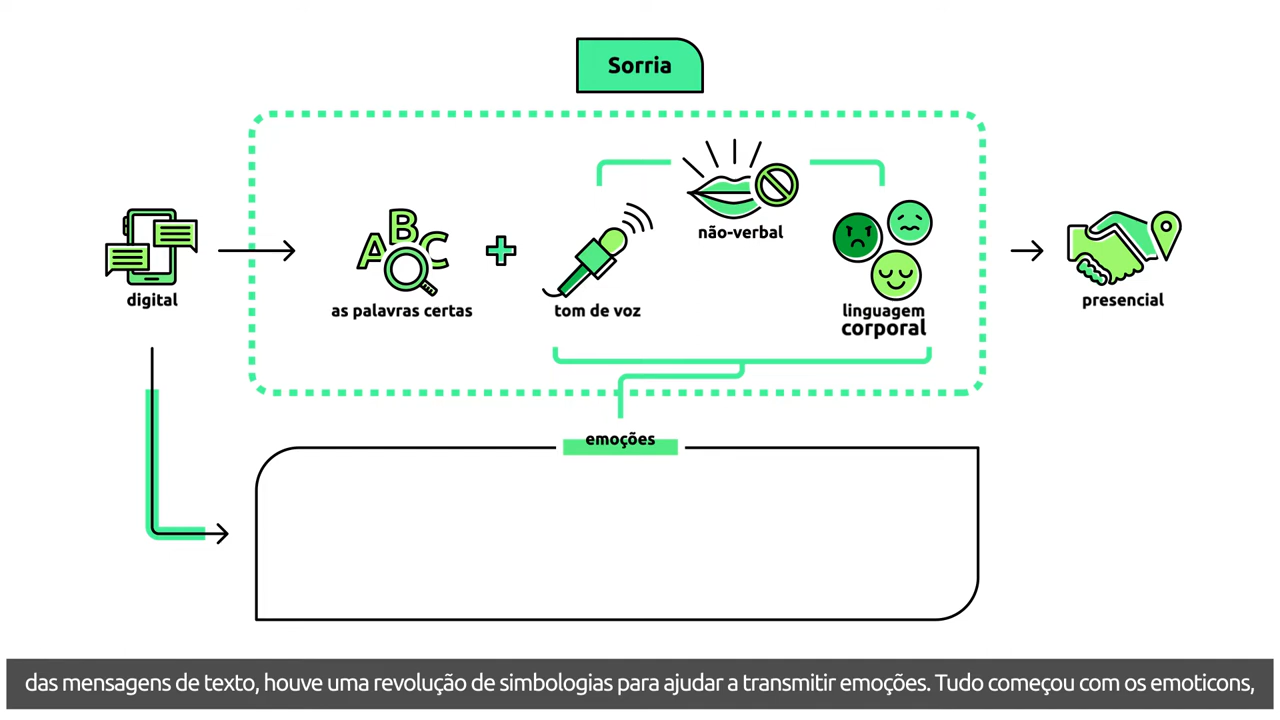 Sorria
não-verbal
digital
ABC
as palavras certas
tom de voz
linguagem
corporal
presencial
emoções
das mensagens de texto, houve uma revolução de simbologias para ajudar a transmitir emoções. Tudo começou com os emoticons,